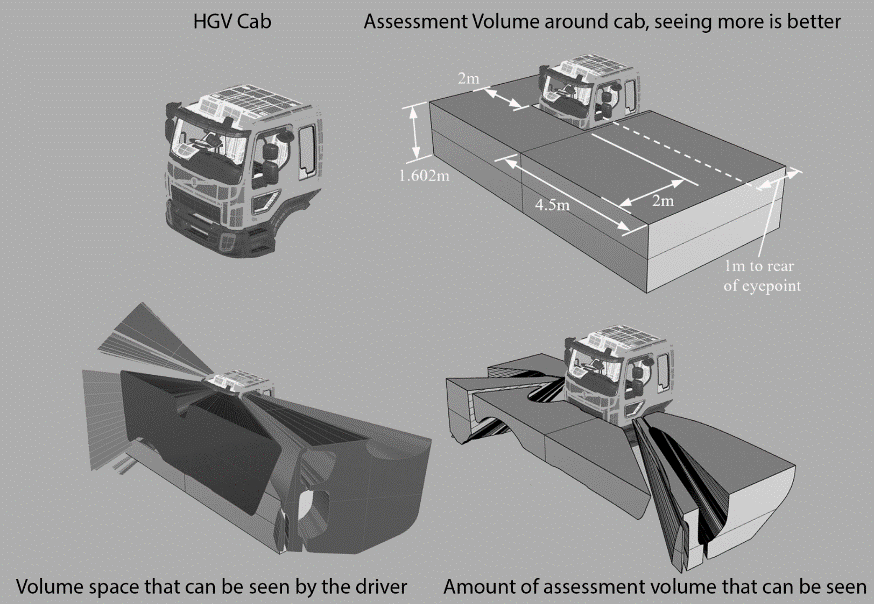 HGV Cab
Assessment Volume around cab, seeing more is better
2m
1.602m
4.5m
2m
1m to rear
of eyepoint
Volume space that can be seen by the driver
Amount of assessment volume that can be seen